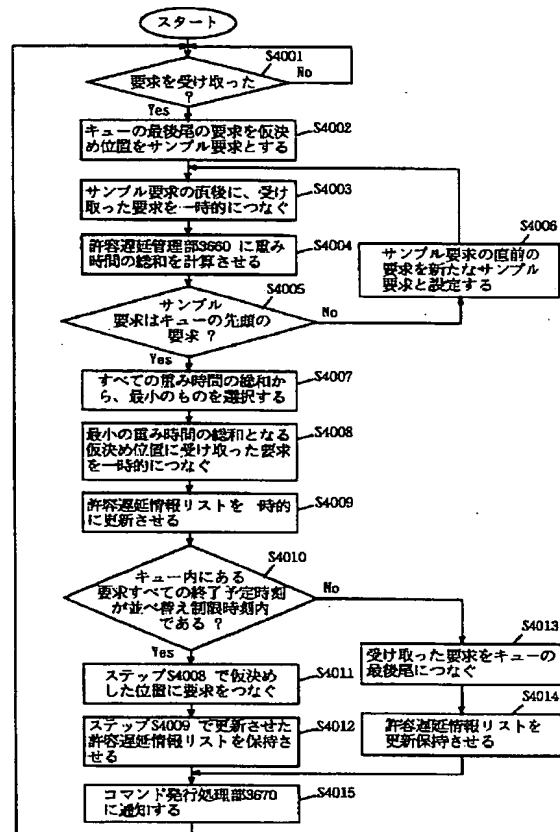 スタート
S4001
要求を受け取った
?
No
Yes
キューの最後尾の要求を仮決
め位置をサンプル要求とする
S4002
サンプル要求の直後に、受け
取った要求を一時的につなぐ
S4003
許容遅延管理部3660 に重み
時間の総和を計算させる
S4004
サンプル
要求はキューの先頭の
要求 ?
S4005
No
Yes
サンプル要求の直前の
要求を新たなサンプル
要求と設定する
S4006
すべての重み時間の総和か
ら、最小のものを選択する
S4007
最小の重み時間の総和となる
仮決め位置に受け取った要求
を一時的につなぐ
S4008
許容遅延情報リストを一時的
に更新させる
S4009
キュー内にある
要求すべての終了予定時刻
が並べ替え制限時刻内
である ?
S4010
No
Yes
ステップS4008 で仮決め
した位置に要求をつなぐ
S4011
ステップS4009 で更新させた
許容遅延情報リストを保持さ
せる
S4012
受け取った要求をキューの
最後尾につなぐ
S4013
許容遅延情報リストを
更新保持させる
S4014
コマンド発行処理部3670
に通知する
S4015